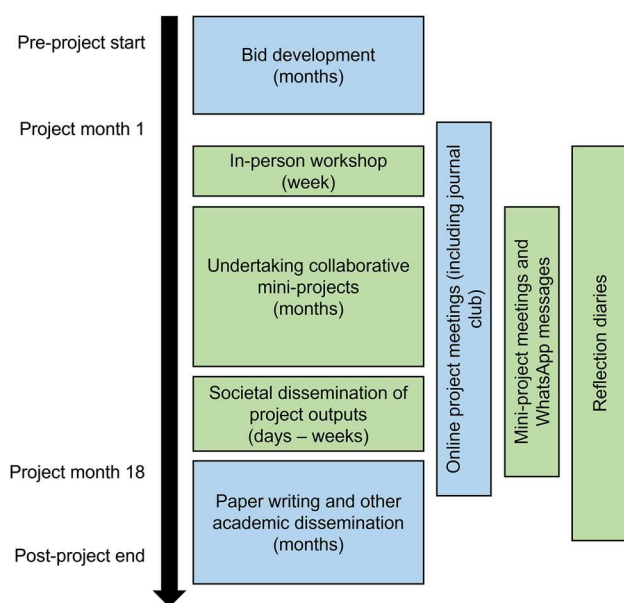 Pre-project start
Bid development
(months)
Project month 1
In-person workshop
(week)
Undertaking collaborative
mini-projects
(months)
Societal dissemination of
project outputs
(days – weeks)
Project month 18
Paper writing and other
academic dissemination
(months)
Post-project end
Online project meetings (including journal
club)
Mini-project meetings and
WhatsApp messages
Reflection diaries